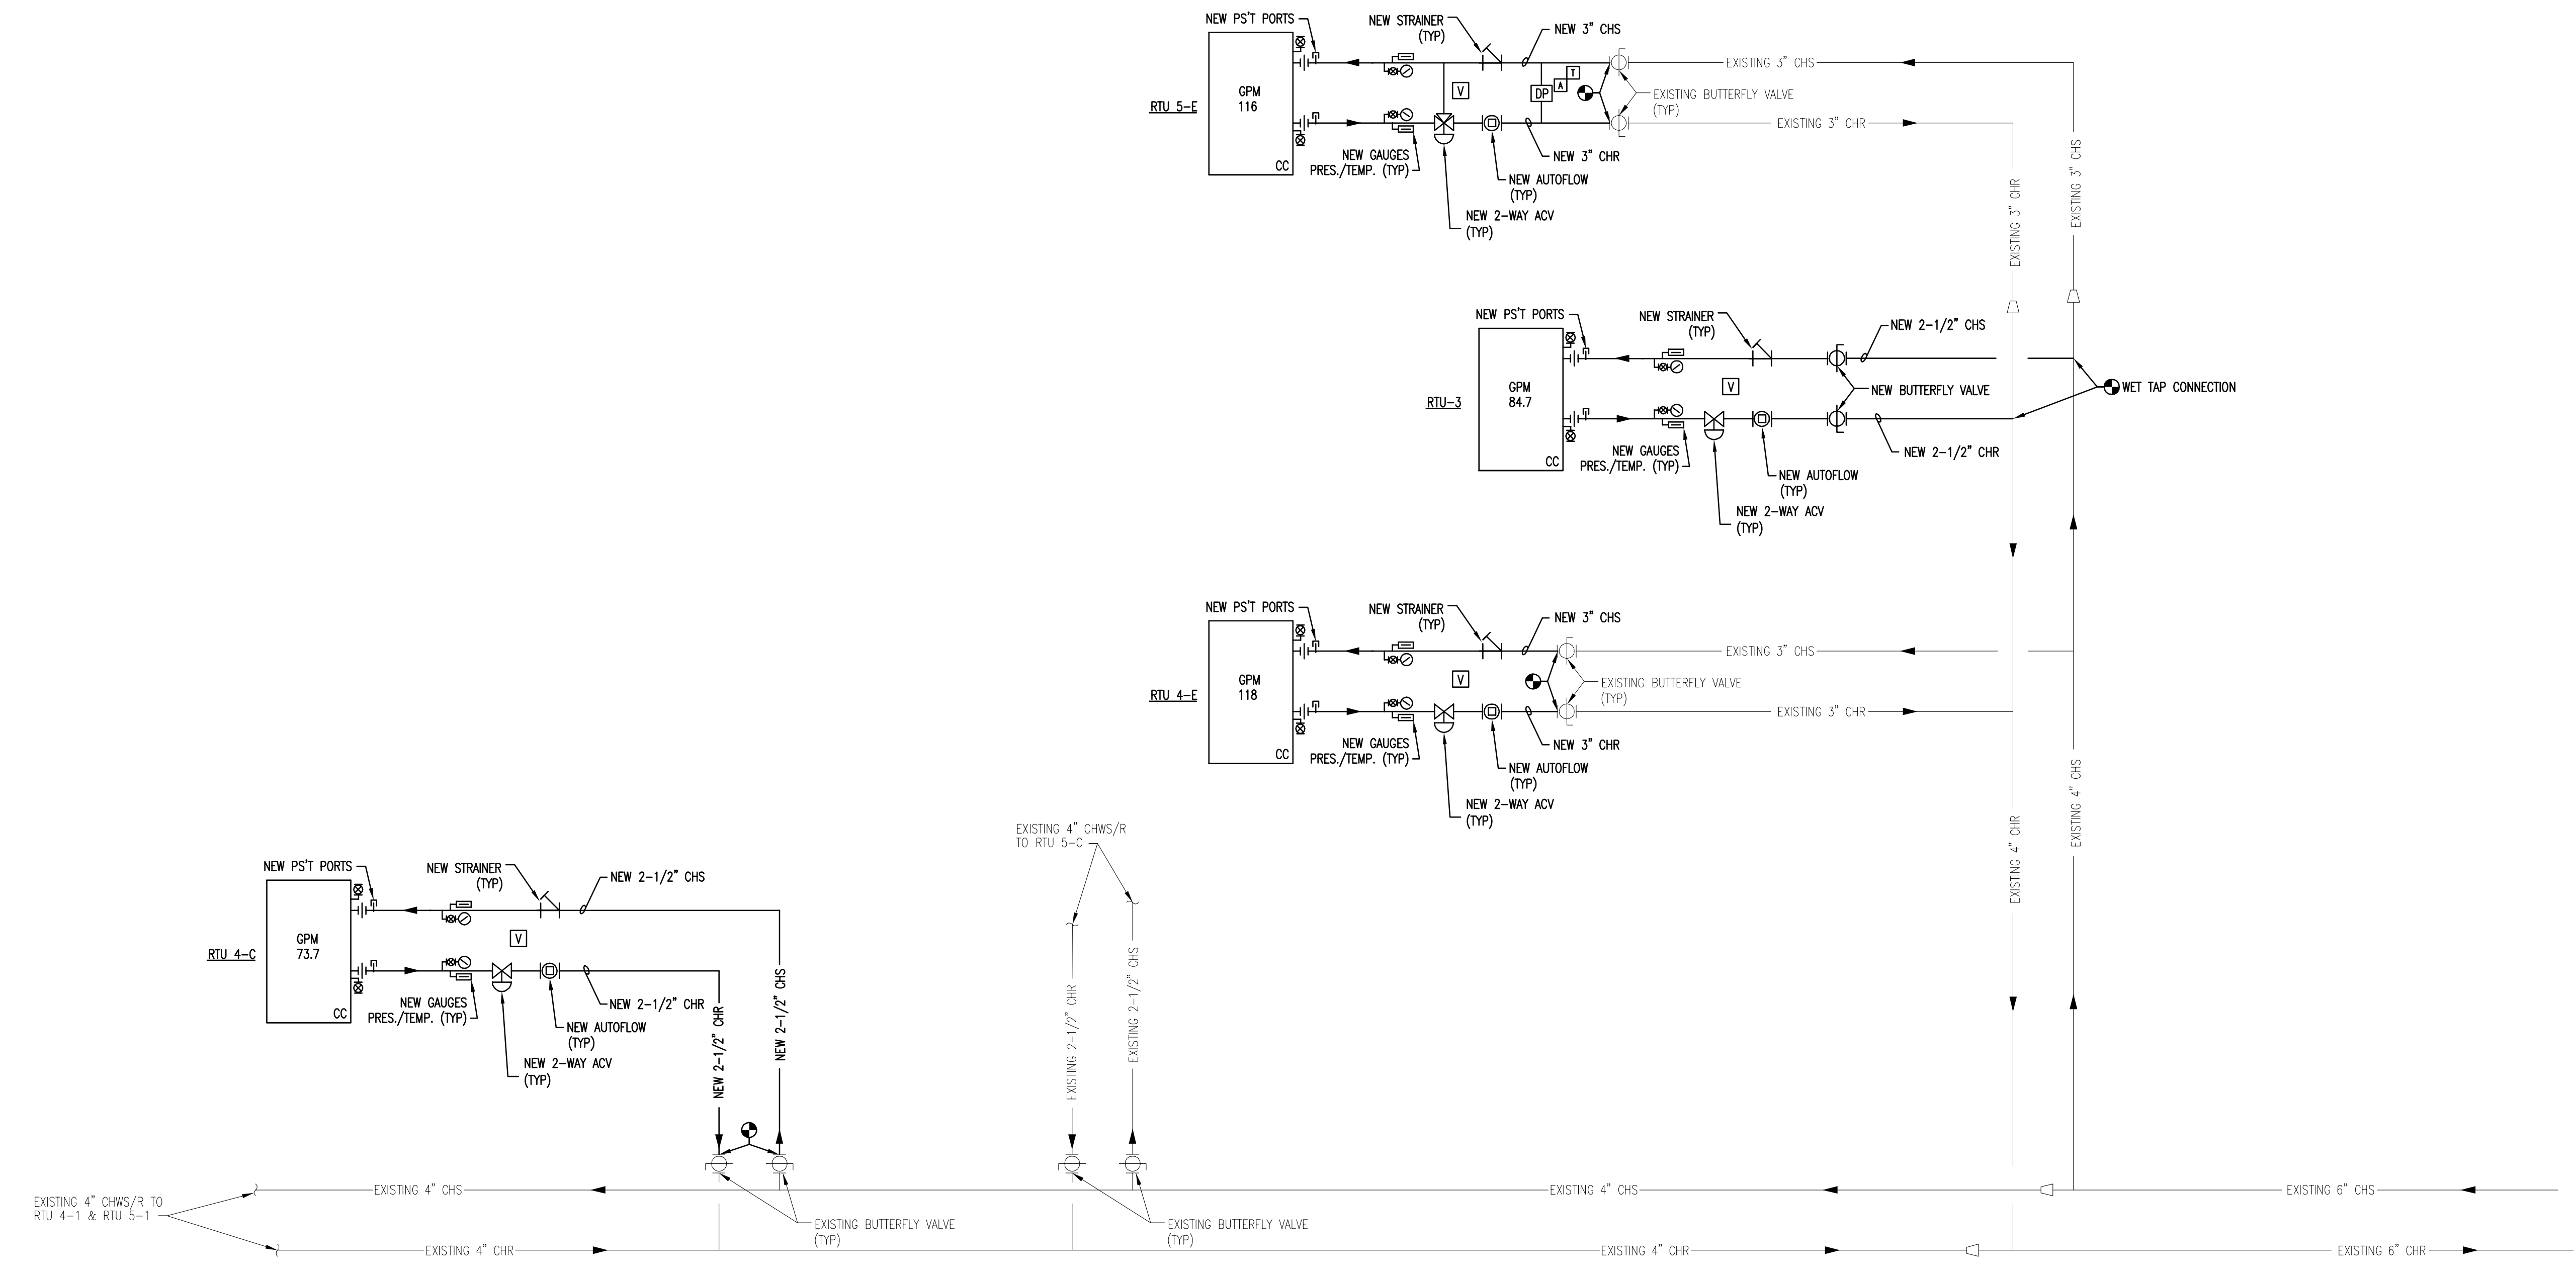 NEW PS'T PORTS
NEW STRAINER
(TYP)
NEW 3" CHS
EXISTING 3" CHS
GPM
116
V
DP
A
T
RTU 5-E
EXISTING BUTTERFLY VALVE
(TYP)
EXISTING 3" CHR
CC
NEW GAUGES
PRES./TEMP. (TYP)
NEW 3" CHR
NEW AUTOFLOW
(TYP)
NEW 2-WAY ACV
(TYP)
EXISTING 3" CHR
EXISTING 3" CHS
NEW PS'T PORTS
NEW STRAINER
(TYP)
NEW 2-1/2" CHS
GPM
84.7
V
RTU-3
NEW BUTTERFLY VALVE
WET TAP CONNECTION
CC
NEW GAUGES
PRES./TEMP. (TYP)
NEW 2-1/2" CHR
NEW AUTOFLOW
(TYP)
NEW 2-WAY ACV
(TYP)
NEW PS'T PORTS
NEW STRAINER
(TYP)
NEW 3" CHS
EXISTING 3" CHS
GPM
118
V
RTU 4-E
EXISTING BUTTERFLY VALVE
(TYP)
EXISTING 3" CHR
CC
NEW GAUGES
PRES./TEMP. (TYP)
NEW 3" CHR
NEW AUTOFLOW
(TYP)
NEW 2-WAY ACV
(TYP)
EXISTING 4" CHR
EXISTING 4" CHS
EXISTING 4" CHWS/R
TO RTU 5-C
NEW PS'T PORTS
NEW STRAINER
(TYP)
NEW 2-1/2" CHS
GPM
73.7
V
RTU 4-C
CC
NEW GAUGES
PRES./TEMP. (TYP)
NEW 2-1/2" CHR
NEW AUTOFLOW
(TYP)
NEW 2-WAY ACV
(TYP)
NEW 2-1/2" CHR
NEW 2-1/2" CHS
EXISTING 2-1/2" CHR
EXISTING 2-1/2" CHS
EXISTING 4" CHWS/R TO
RTU 4-1 & RTU 5-1
EXISTING 4" CHS
EXISTING 4" CHS
EXISTING 6" CHS
EXISTING BUTTERFLY VALVE
(TYP)
EXISTING BUTTERFLY VALVE
(TYP)
EXISTING 4" CHR
EXISTING 4" CHR
EXISTING 6" CHR